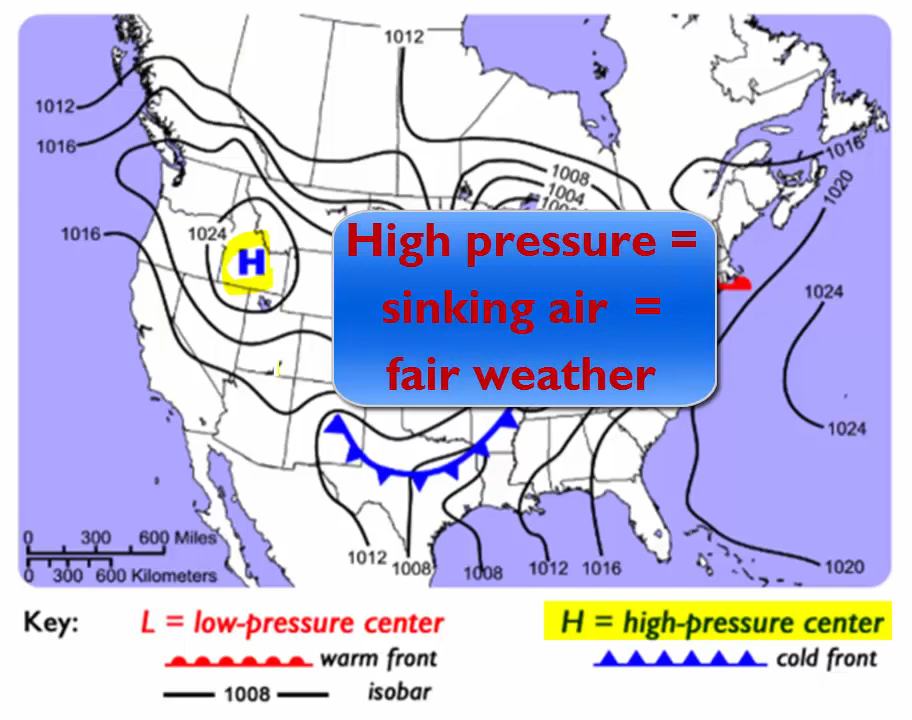 1012
1012
1016
1016
1008
1004
1020
1024
H
1016
High pressure =
sinking air =
fair weather
1024
1024
0 300 600 Miles
0 300 600 Kilometers
1012
1008
1008
1012
1016
1020
Key:
L = low-pressure center
H = high-pressure center
warm front
cold front
1008
isobar